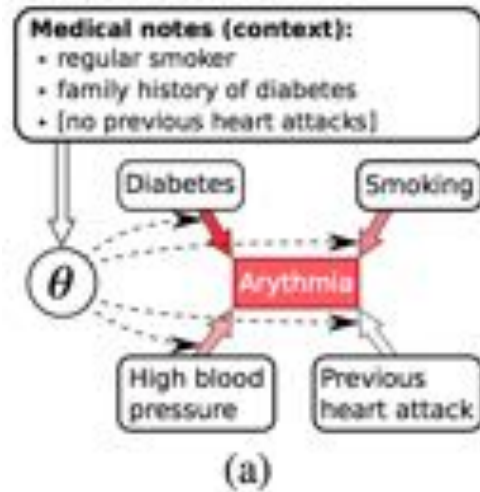 Medical notes (context):
• regular smoker
• family history of diabetes
• [no previous heart attacks]
Diabetes
Smoking
θ
Arythmia
High blood
pressure
Previous
heart attack
(a)